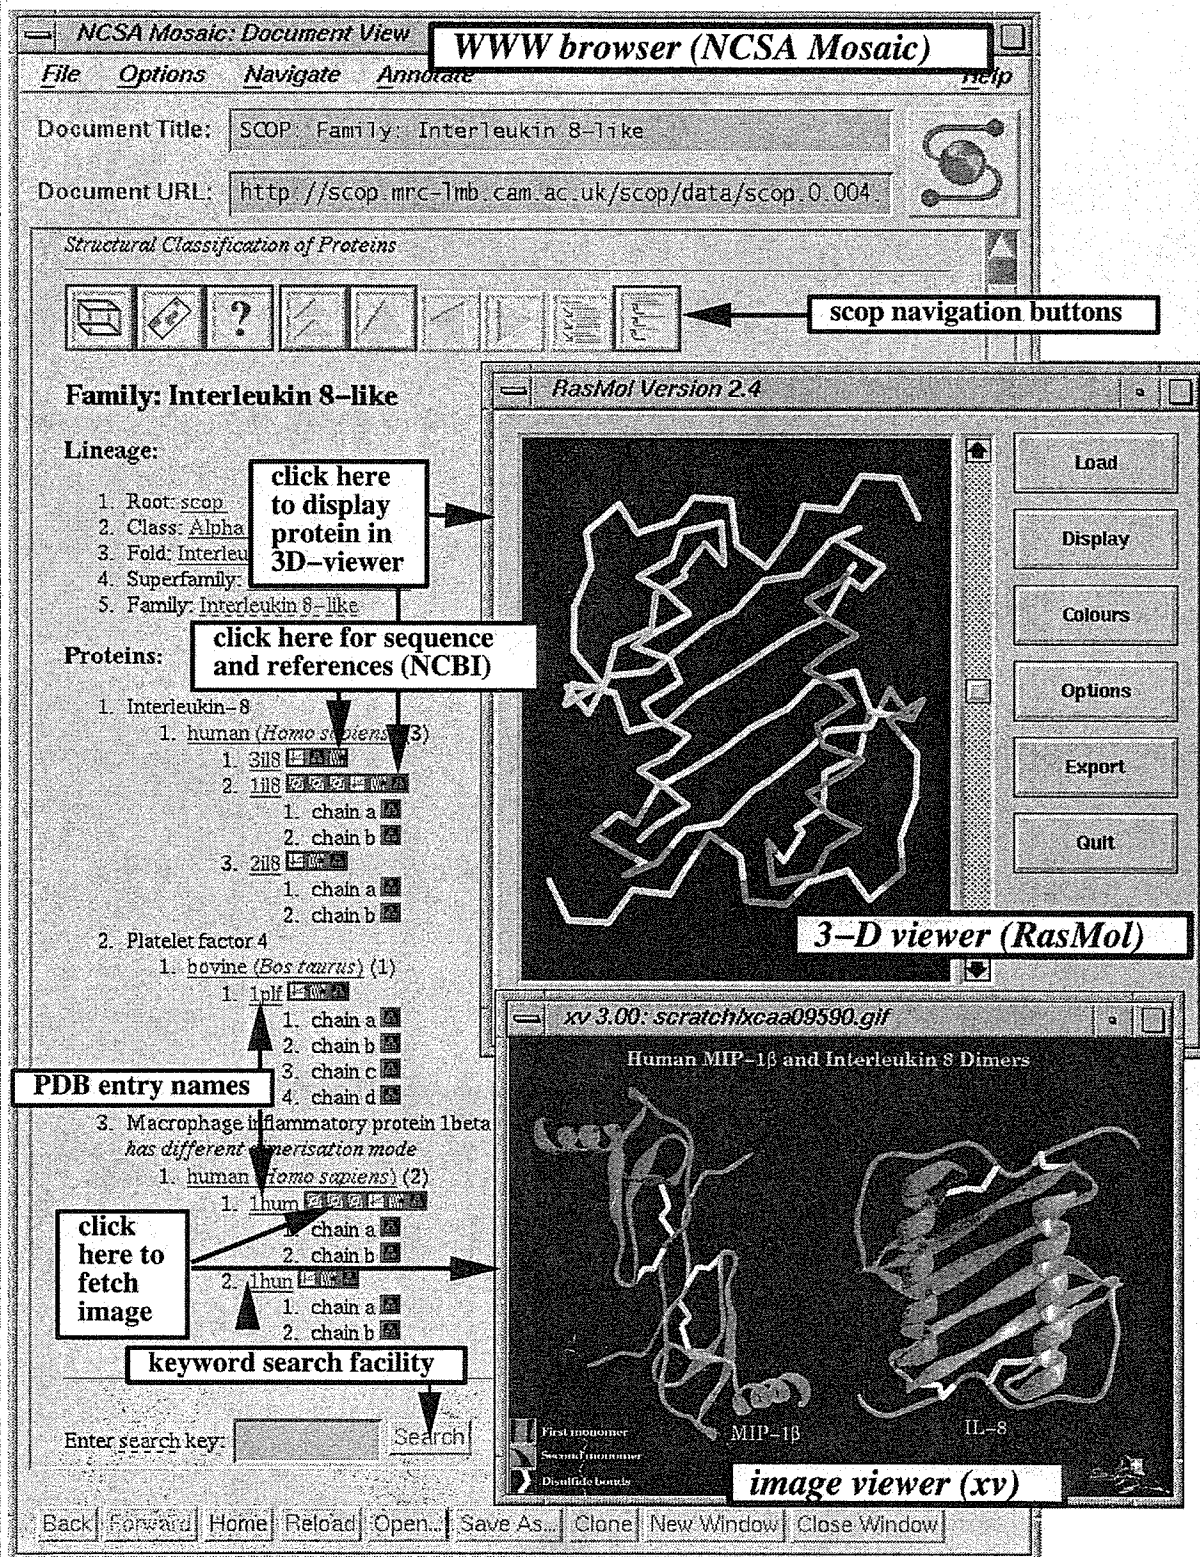 NCSA Mosaic: Document View
WWW browser (NCSA Mosaic)
File Options Navigate Annotate Help
Document Title: SCOP: Family: Interleukin 8-like
Document URL: http://scop.mrc-lmb.cam.ac.uk/scop/data/scop.0.004.
Structural Classification of Proteins
?
scop navigation buttons
Family: Interleukin 8-like
Lineage:
1. Root: scop
2. Class: Alpha
3. Fold: Interleu
4. Superfamily:
5. Family: Interleukin 8-like
click here
to display
protein in
3D-viewer
click here for sequence
and references (NCBI)
Proteins:
1. Interleukin-8
1. human (Homo sapiens) (3)
1. 3il8
2. 1il8
1. chain a
2. chain b
3. 2il8
1. chain a
2. chain b
2. Platelet factor 4
1. bovine (Bos taurus) (1)
1. 1plf
1. chain a
2. chain b
3. chain c
4. chain d
PDB entry names
3. Macrophage inflammatory protein 1beta
has different dimerisation mode
1. human (Homo sapiens) (2)
1. 1hum
1. chain a
2. chain b
2. 1hun
1. chain a
2. chain b
click
here to
fetch
image
keyword search facility
Enter search key: Search
Back Forward Home Reload Open... Save As... Clone New Window Close Window
RasMol Version 2.4
Load
Display
Colours
Options
Export
Quit
3-D viewer (RasMol)
xv 3.00: scratch/xcaa09590.gif
Human MIP-1β and Interleukin 8 Dimers
MIP-1β
IL-8
First monomer
Second monomer
Disulfide bonds
image viewer (xv)